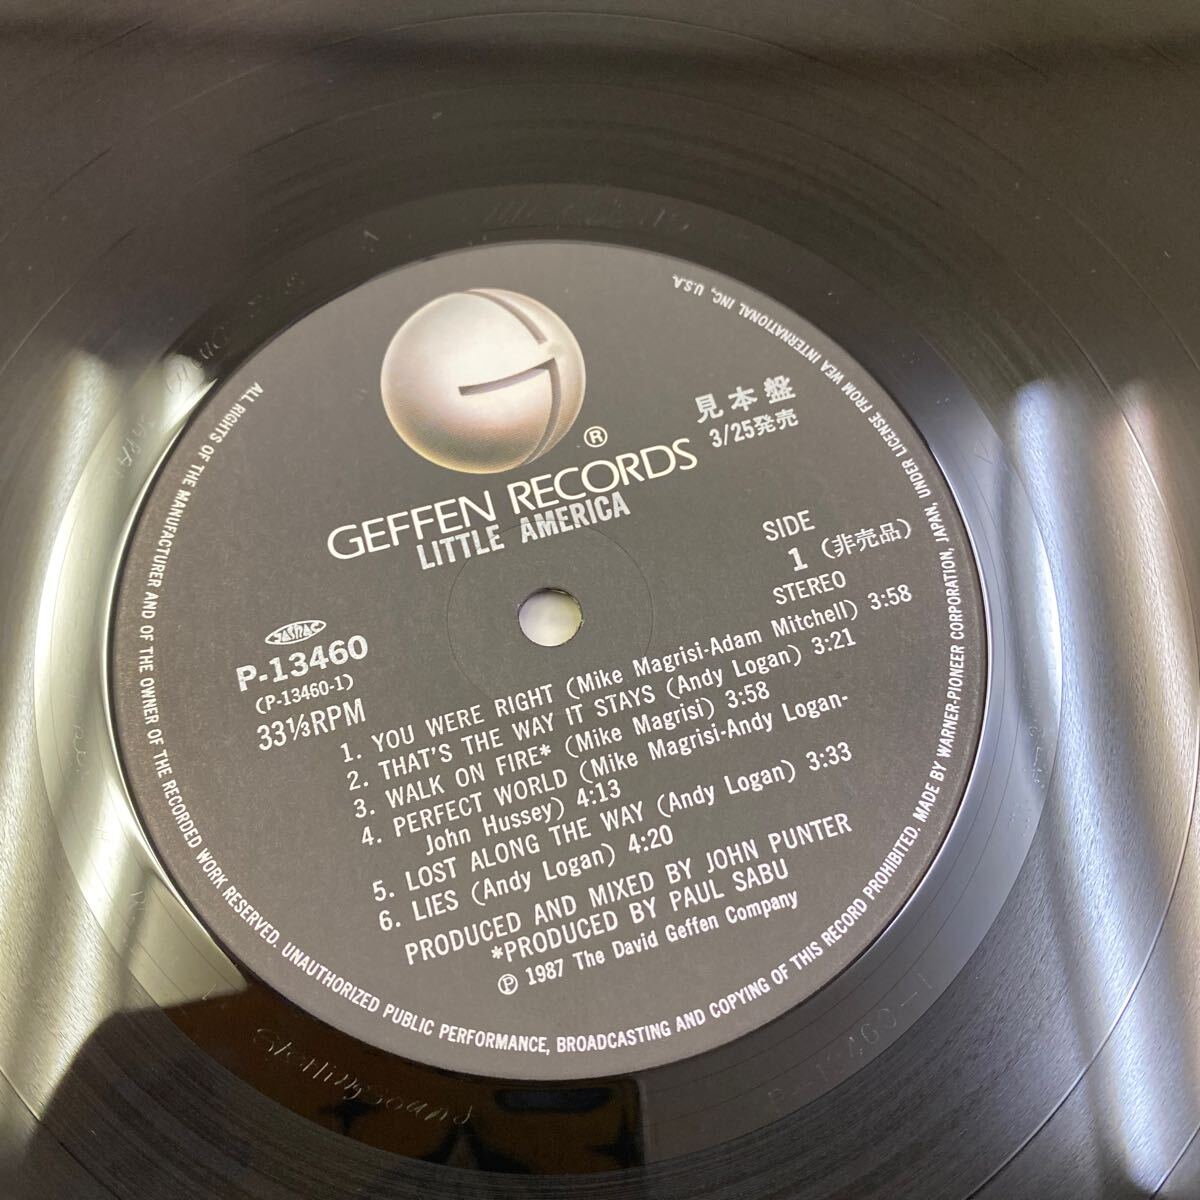 GEFFEN RECORDS®
LITTLE AMERICA
見本盤
3/25発売
SIDE
1 (非売品)
STEREO
JASRAC
P-13460
(P-13460-1)
33⅓RPM
1. YOU WERE RIGHT (Mike Magrisi-Adam Mitchell) 3:58
2. THAT'S THE WAY IT STAYS (Andy Logan) 3:21
3. WALK ON FIRE* (Mike Magrisi) 3:58
4. PERFECT WORLD (Mike Magrisi-Andy Logan-
John Hussey) 4:13
5. LOST ALONG THE WAY (Andy Logan) 3:33
6. LIES (Andy Logan) 4:20
PRODUCED AND MIXED BY JOHN PUNTER
*PRODUCED BY PAUL SABU
℗ 1987 The David Geffen Company
ALL RIGHTS OF THE MANUFACTURER AND OF THE OWNER OF THE RECORDED WORK RESERVED. UNAUTHORIZED PUBLIC PERFORMANCE, BROADCASTING AND COPYING OF THIS RECORD PROHIBITED. MADE BY WARNER-PIONEER CORPORATION, JAPAN, UNDER LICENSE FROM WEA INTERNATIONAL INC., U.S.A.
Sterling Sound